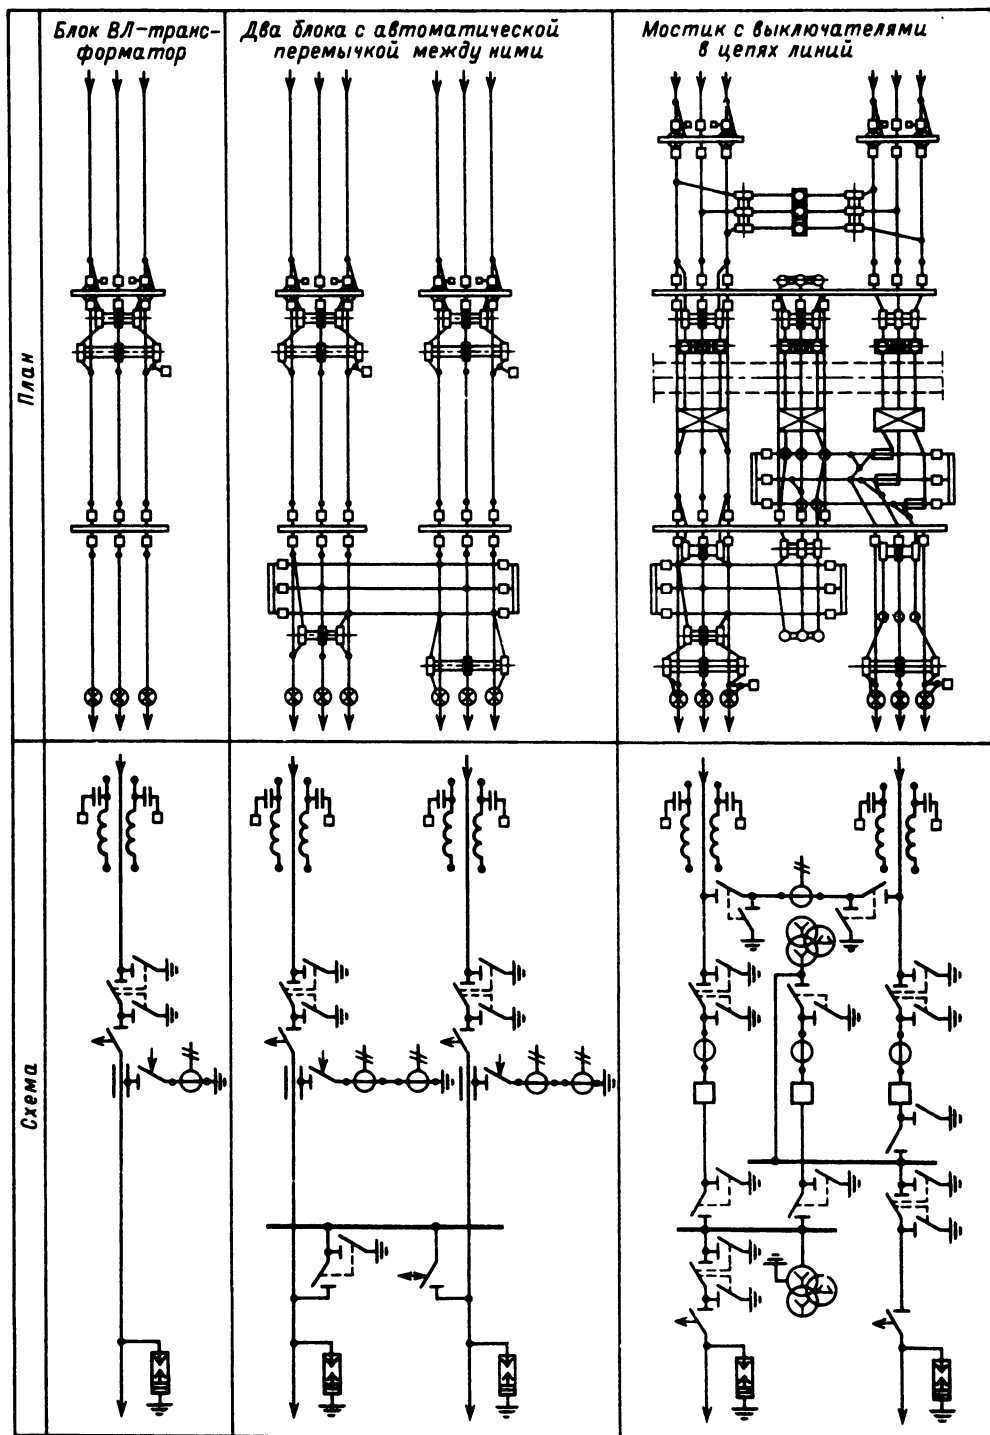 Блок ВЛ-транс-
форматор
Два блока с автоматической
перемычкой между ними
Мостик с выключателями
в цепях линий
План
Схема